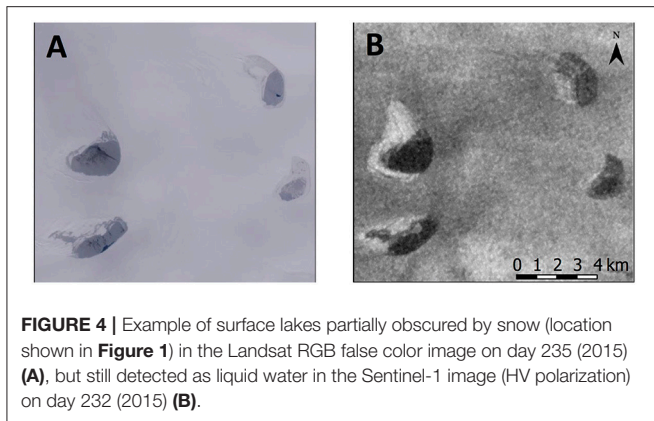 A
B
N
0 1 2 3 4 km
FIGURE 4 | Example of surface lakes partially obscured by snow (location
shown in Figure 1) in the Landsat RGB false color image on day 235 (2015)
(A), but still detected as liquid water in the Sentinel-1 image (HV polarization)
on day 232 (2015) (B).